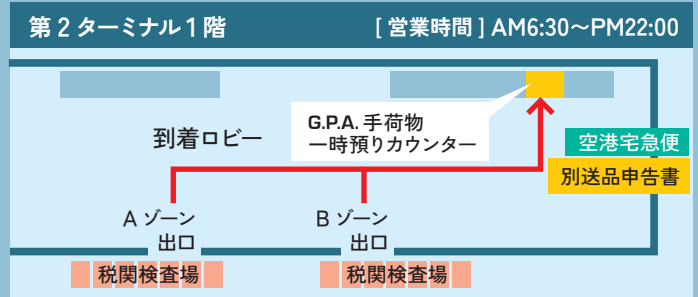 第2ターミナル1階
[ 営業時間 ] AM6:30〜PM22:00
G.P.A. 手荷物
一時預りカウンター
到着ロビー
空港宅急便
別送品申告書
A ゾーン
出口
B ゾーン
出口
税関検査場
税関検査場